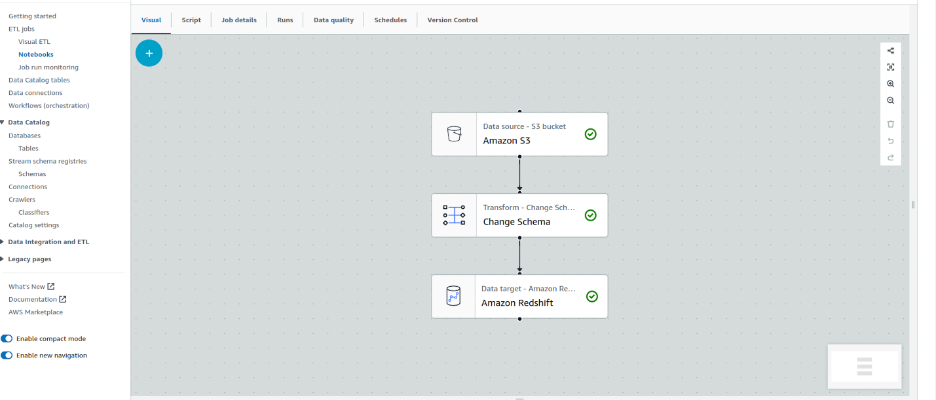 Getting started
ETL jobs
Visual ETL
Notebooks
Job run monitoring
Data Catalog tables
Data connections
Workflows (orchestration)
Data Catalog
Databases
Tables
Stream schema registries
Schemas
Connections
Crawlers
Classifiers
Catalog settings
Data Integration and ETL
Legacy pages
What's New
Documentation
AWS Marketplace
Enable compact mode
Enable new navigation
Visual Script Job details Runs Data quality Schedules Version Control
Data source - S3 bucket
Amazon S3
Transform - Change Sch...
Change Schema
Data target - Amazon Re...
Amazon Redshift